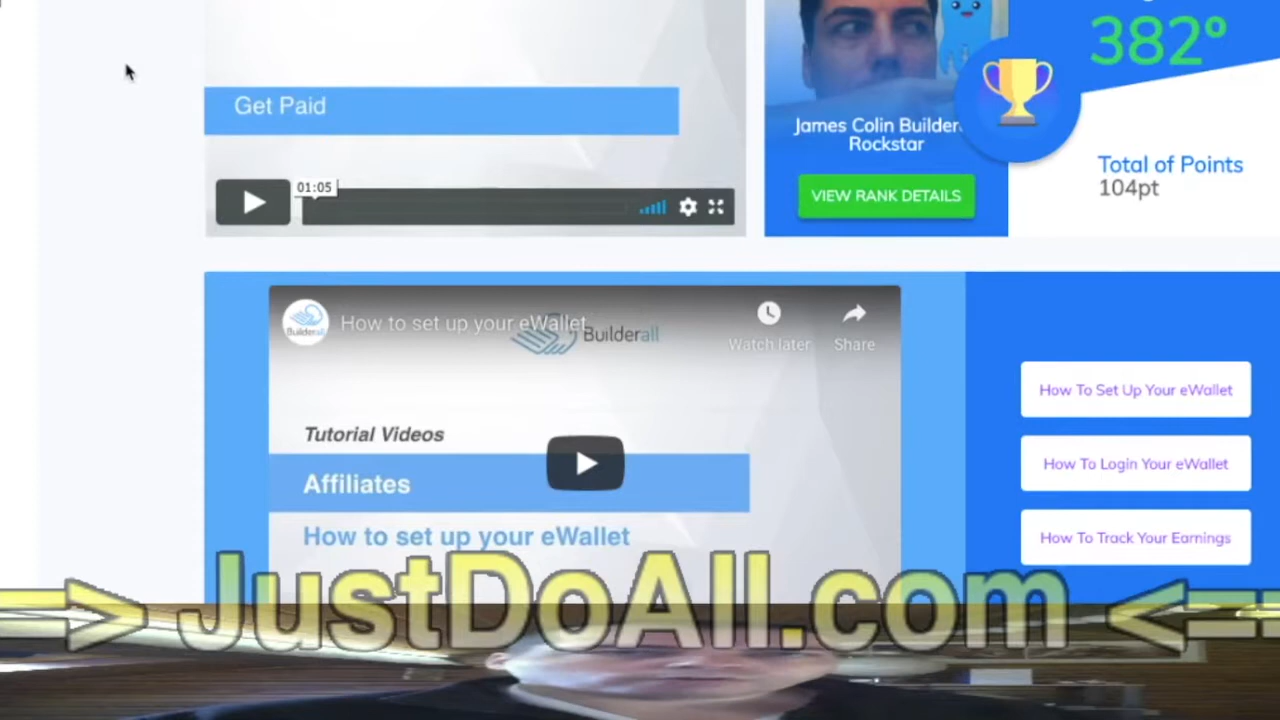 382°
Get Paid
James Colin Builder
Rockstar
Total of Points
104pt
VIEW RANK DETAILS
01:05
Builderall
How to set up your eWallet
Builderall
Watch later
Share
Tutorial Videos
Affiliates
How to set up your eWallet
How To Set Up Your eWallet
How To Login Your eWallet
How To Track Your Earnings
=> JustDoAll.com <==